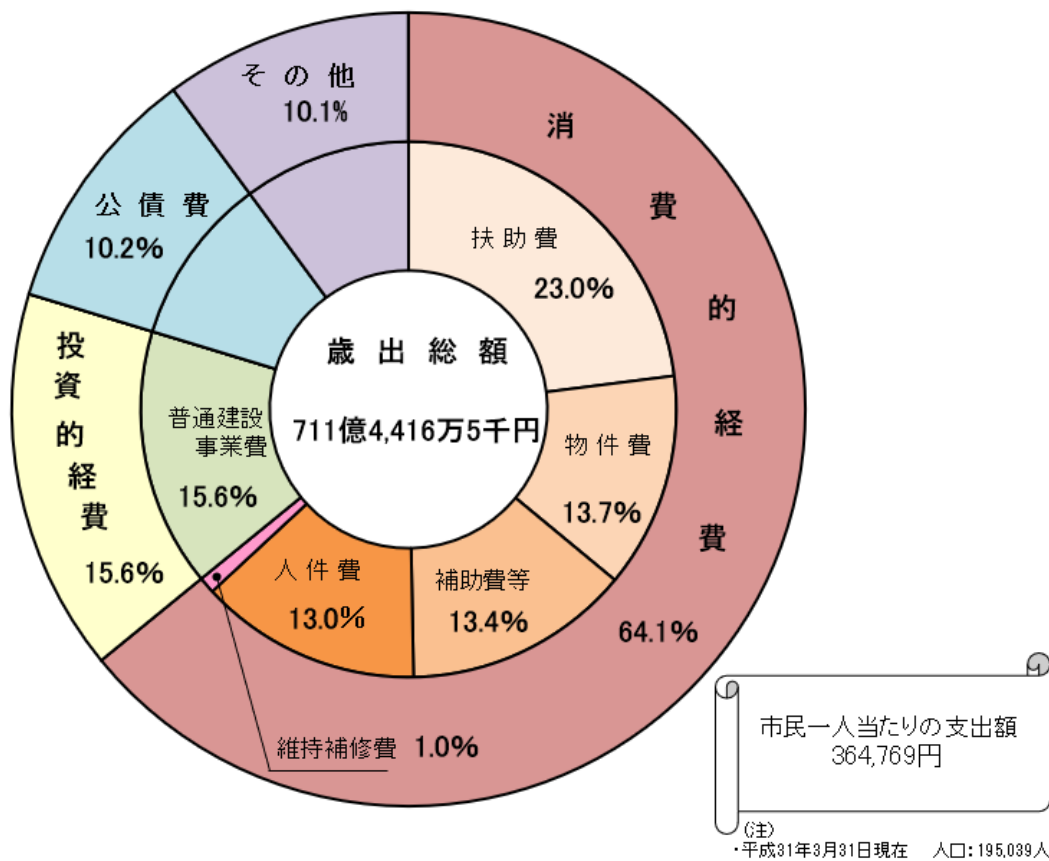 その他
10.1%
消費的経費
64.1%
公債費
10.2%
扶助費
23.0%
歳出総額
711億4,416万5千円
投資的経費
15.6%
普通建設
事業費
15.6%
物件費
13.7%
人件費
13.0%
補助費等
13.4%
維持補修費 1.0%
市民一人当たりの支出額
364,769円
(注)
・平成31年3月31日現在 人口:195,039人